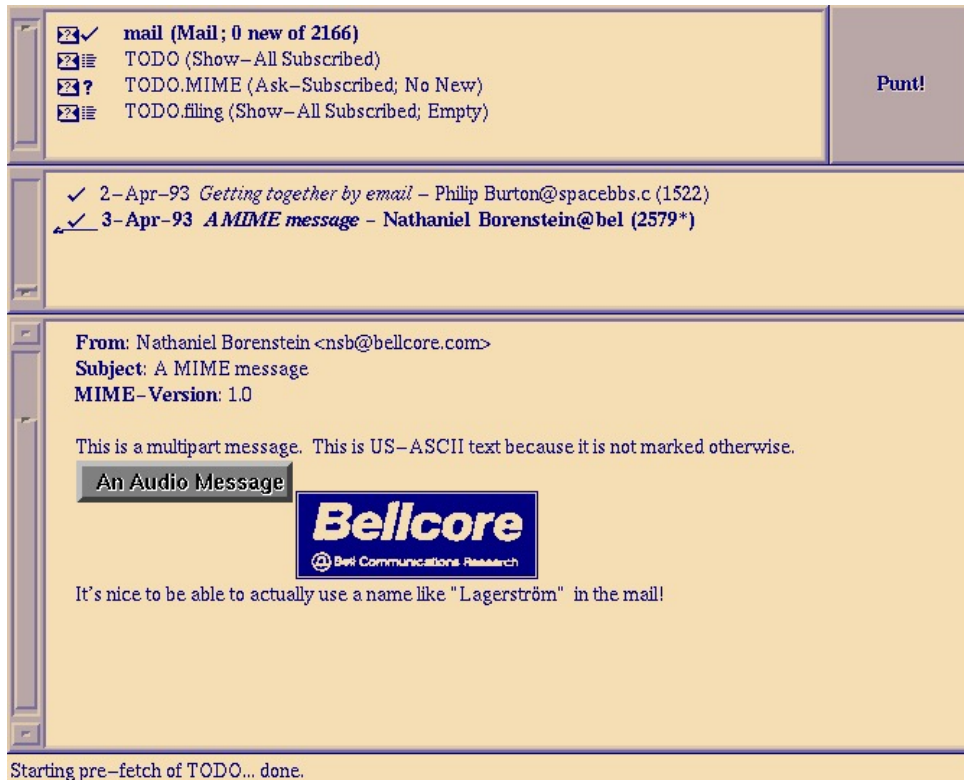 mail (Mail; 0 new of 2166)
TODO (Show-All Subscribed)
TODO.MIME (Ask-Subscribed; No New)
TODO.filing (Show-All Subscribed; Empty)
Punt!
2-Apr-93 Getting together by email - Philip Burton@spacebbs.c (1522)
3-Apr-93 A MIME message - Nathaniel Borenstein@bel (2579*)
From: Nathaniel Borenstein <nsb@bellcore.com>
Subject: A MIME message
MIME-Version: 1.0
This is a multipart message. This is US-ASCII text because it is not marked otherwise.
An Audio Message
Bellcore
@ Bell Communications Research
It's nice to be able to actually use a name like "Lagerström" in the mail!
Starting pre-fetch of TODO... done.